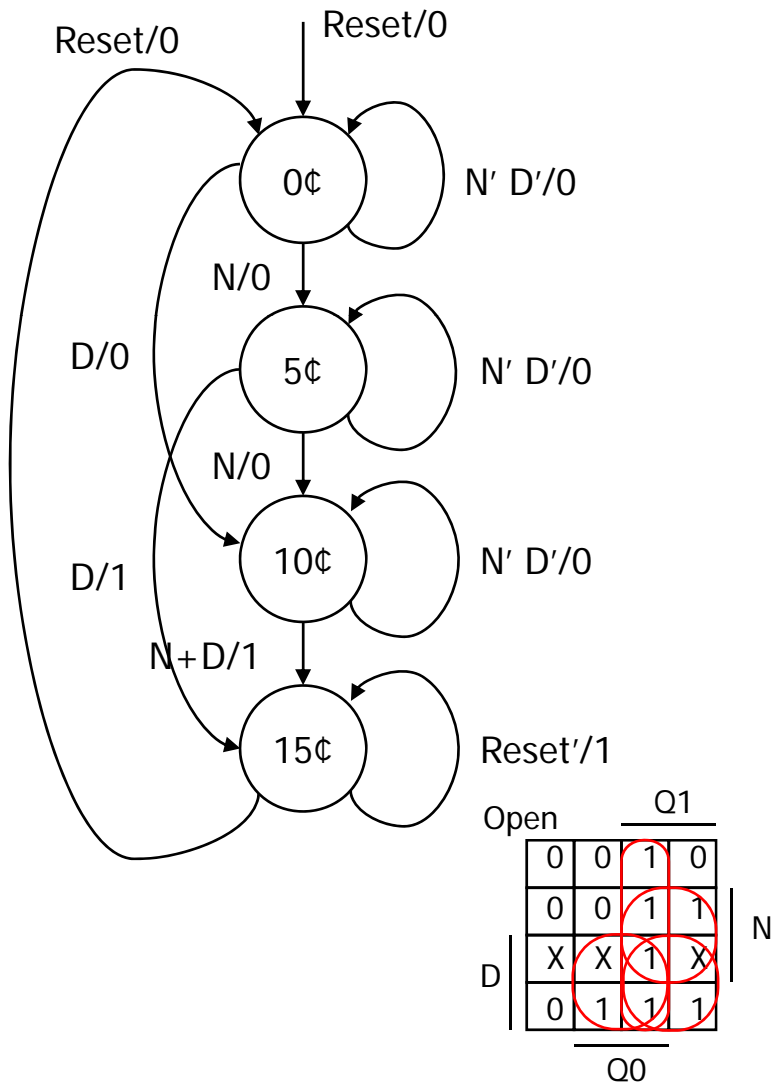 Reset/0
Reset/0
0¢
N′ D′/0
N/0
D/0
5¢
N′ D′/0
N/0
D/1
10¢
N′ D′/0
N+D/1
15¢
Reset′/1
Open
Q1
0 0 1 0
0 0 1 1
N
X X 1 X
D
0 1 1 1
Q0